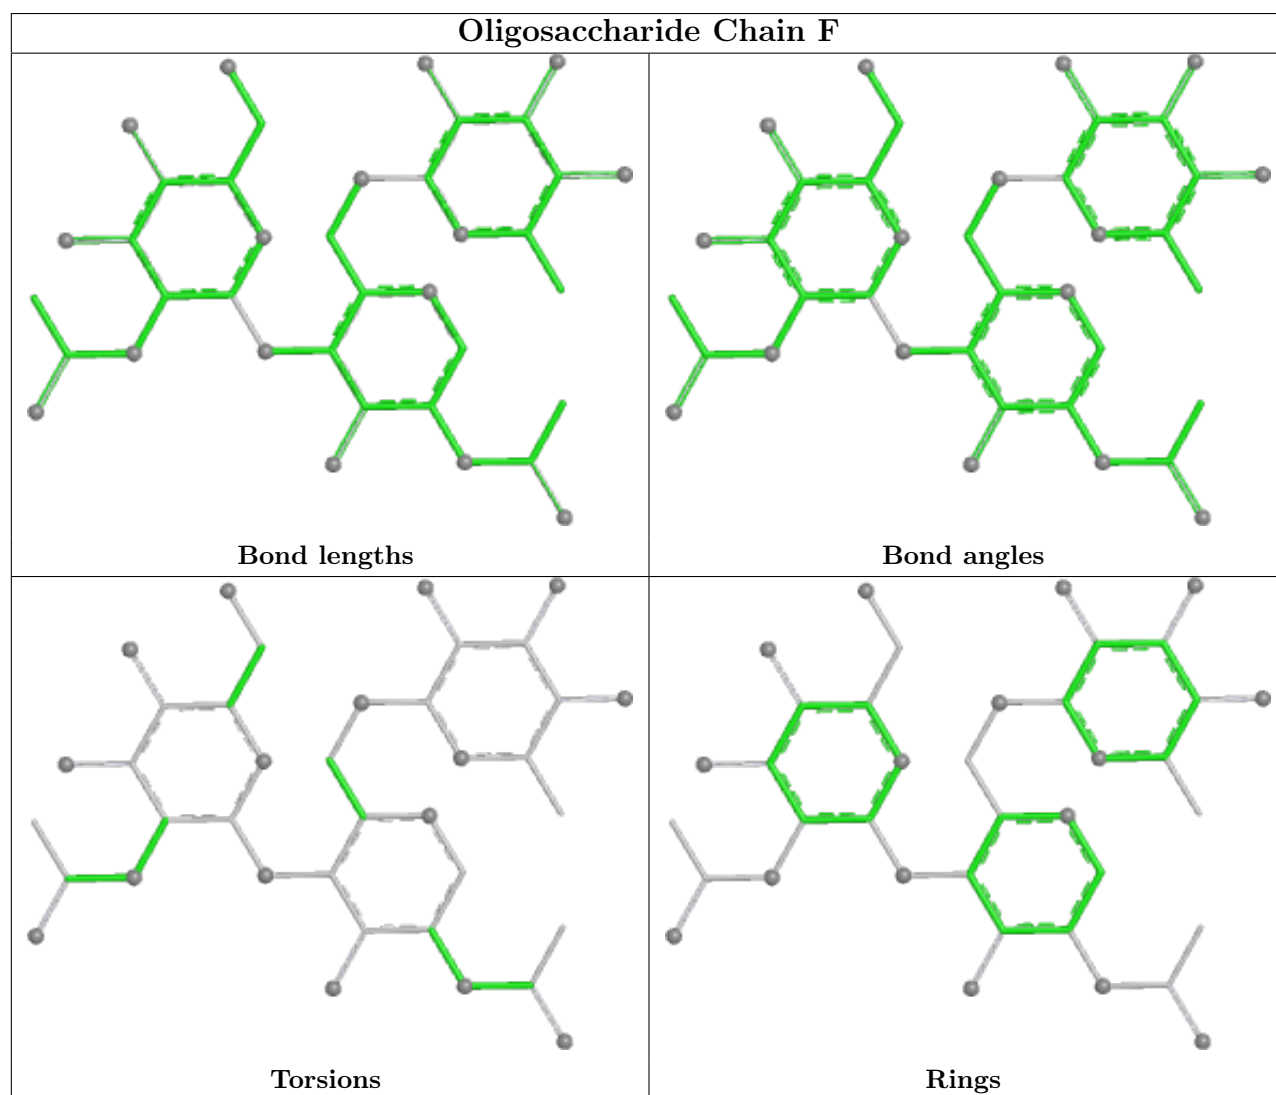 Oligosaccharide Chain F
Bond lengths
Bond angles
Torsions
Rings